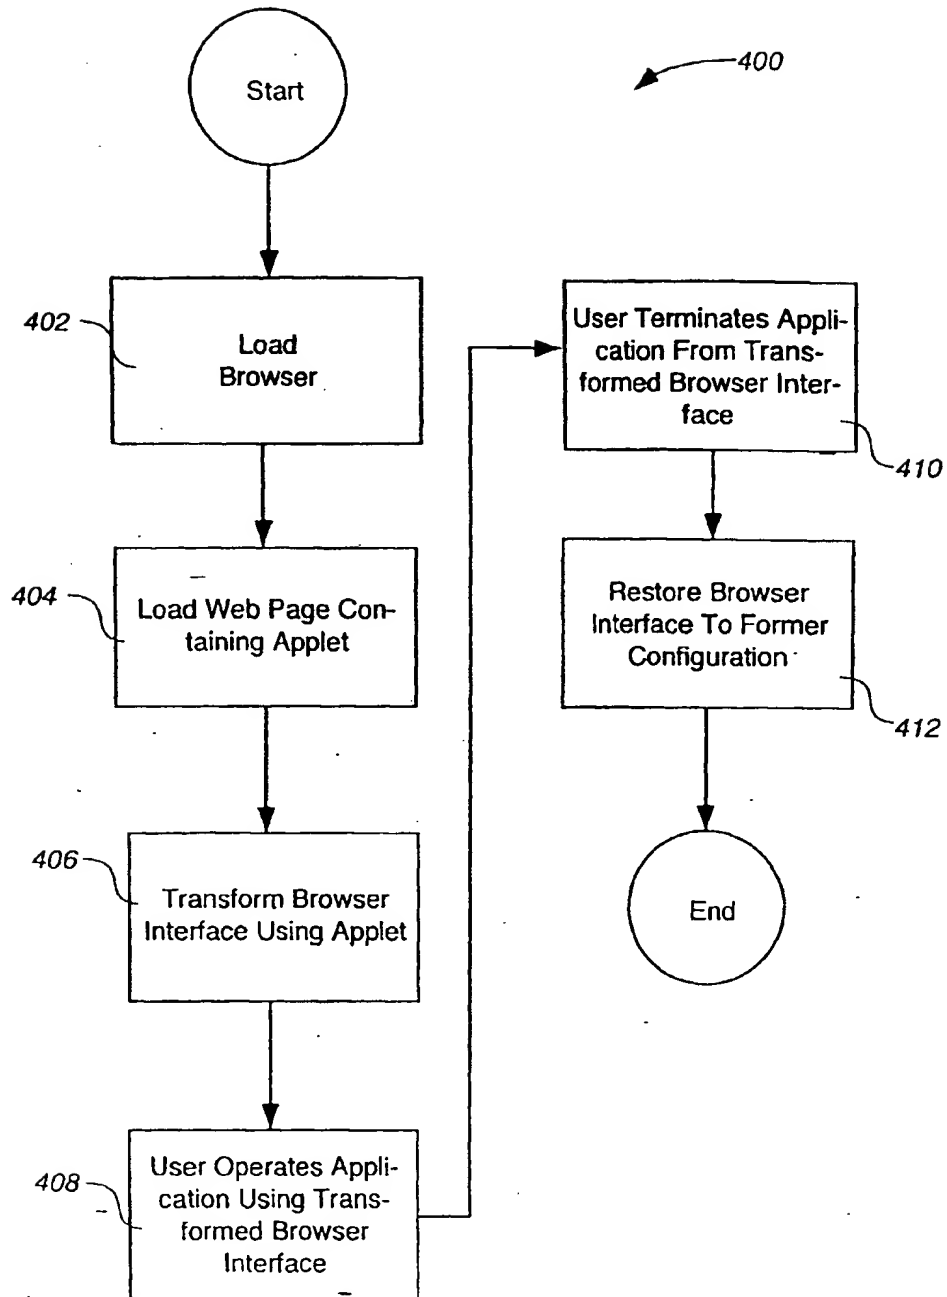 Start
400
402
Load
Browser
404
Load Web Page Con-
taining Applet
406
Transform Browser
Interface Using Applet
408
User Operates Appli-
cation Using Trans-
formed Browser
Interface
User Terminates Appli-
cation From Trans-
formed Browser Inter-
face
410
Restore Browser
Interface To Former
Configuration
412
End